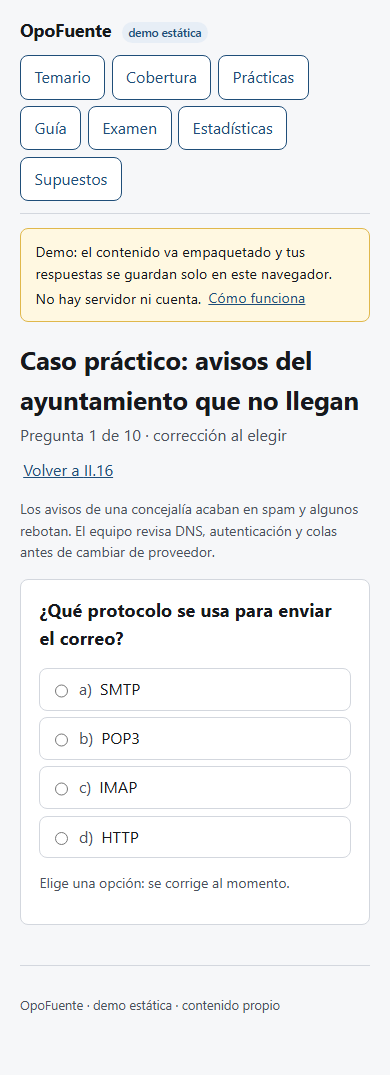 OpoFuente demo estática
Temario Cobertura Prácticas
Guía Examen Estadísticas
Supuestos
Demo: el contenido va empaquetado y tus
respuestas se guardan solo en este navegador.
No hay servidor ni cuenta. Cómo funciona
Caso práctico: avisos del
ayuntamiento que no llegan
Pregunta 1 de 10 · corrección al elegir
Volver a II.16
Los avisos de una concejalía acaban en spam y algunos
rebotan. El equipo revisa DNS, autenticación y colas
antes de cambiar de proveedor.
¿Qué protocolo se usa para enviar
el correo?
a) SMTP
b) POP3
c) IMAP
d) HTTP
Elige una opción: se corrige al momento.
OpoFuente · demo estática · contenido propio